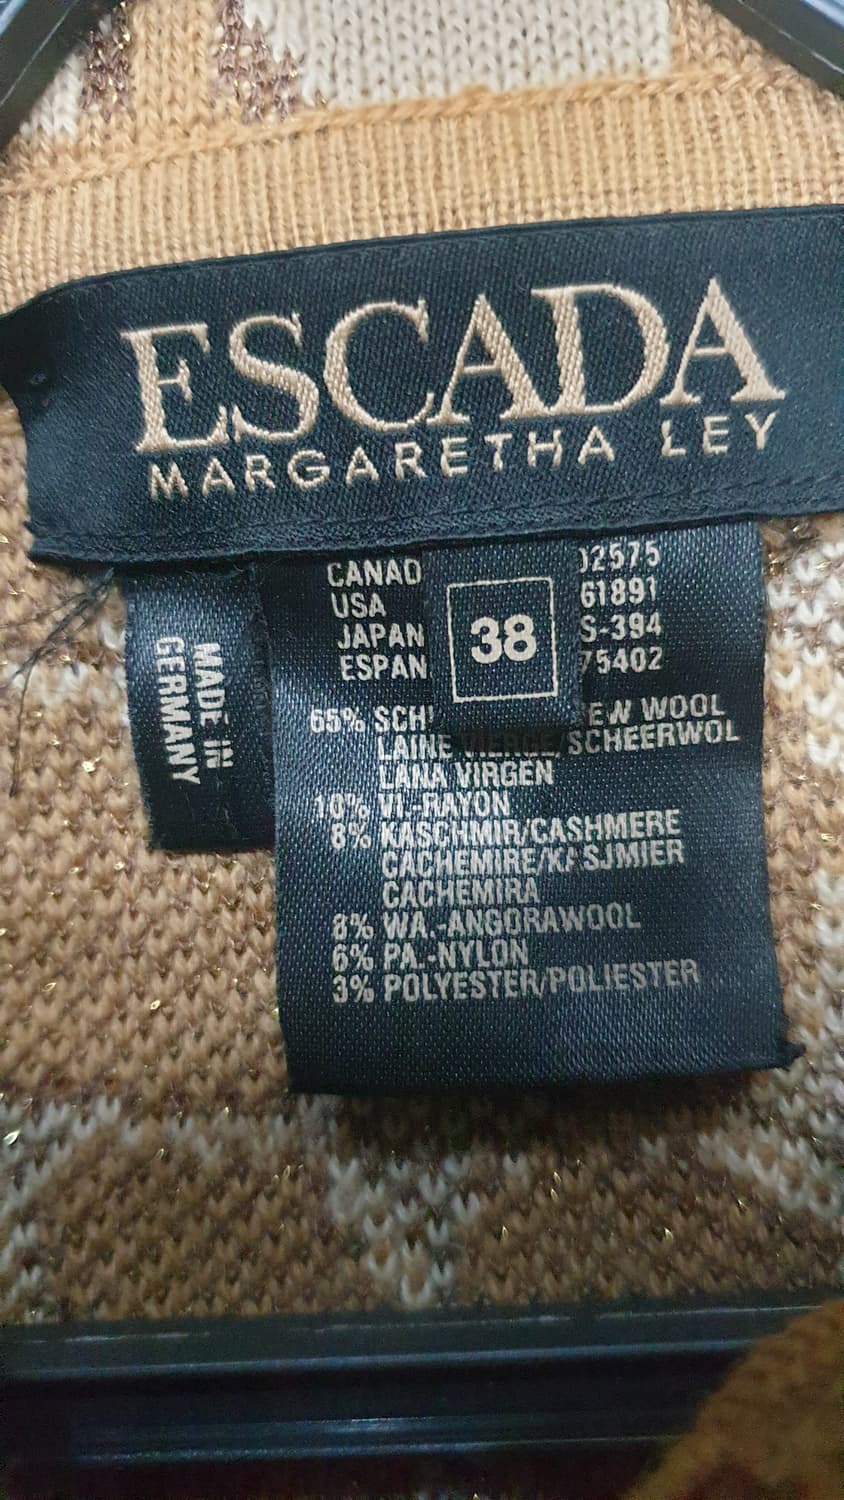 ESCADA
MARGARETHA LEY
CANAD 2575
USA 61891
JAPAN S-394
ESPAN 75402
38
MADE IN
GERMANY
65% SCH EW WOOL
LAINE VIERGE/SCHEERWOL
LANA VIRGEN
10% VI.-RAYON
8% KASCHMIR/CASHMERE
CACHEMIRE/KASJMIER
CACHEMIRA
8% WA.-ANGORAWOOL
6% PA.-NYLON
3% POLYESTER/POLIESTER